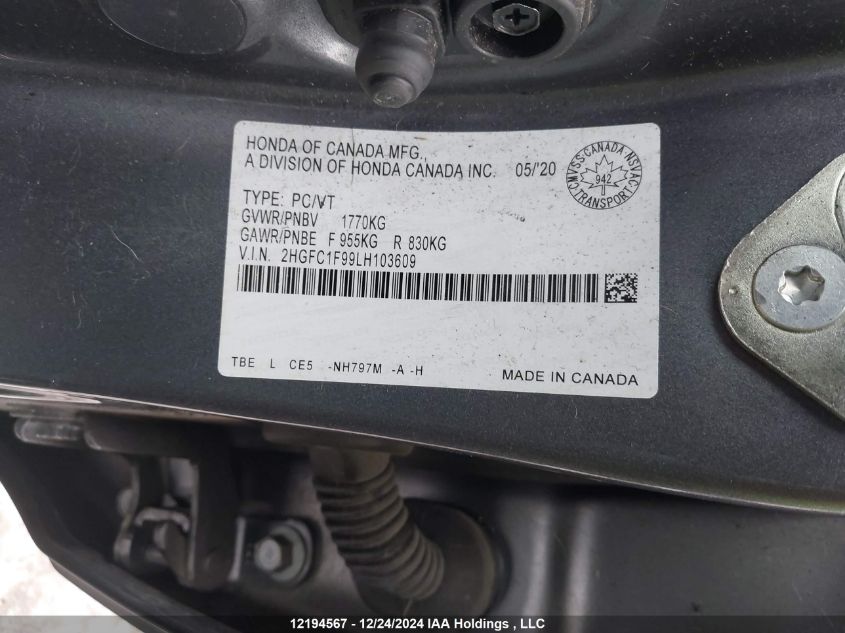 HONDA OF CANADA MFG.,
A DIVISION OF HONDA CANADA INC. 05/'20
CMVSS CANADA NSVAC
942
TRANSPORT
TYPE: PC/VT
GVWR/PNBV 1770KG
GAWR/PNBE F 955KG R 830KG
V.I.N. 2HGFC1F99LH103609
TBE L CE5 -NH797M -A -H
MADE IN CANADA
12194567 - 12/24/2024 IAA Holdings , LLC